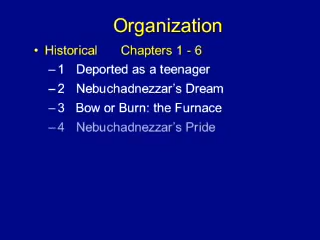 Organization
• Historical Chapters 1 - 6
– 1 Deported as a teenager
– 2 Nebuchadnezzar's Dream
– 3 Bow or Burn: the Furnace
– 4 Nebuchadnezzar's Pride